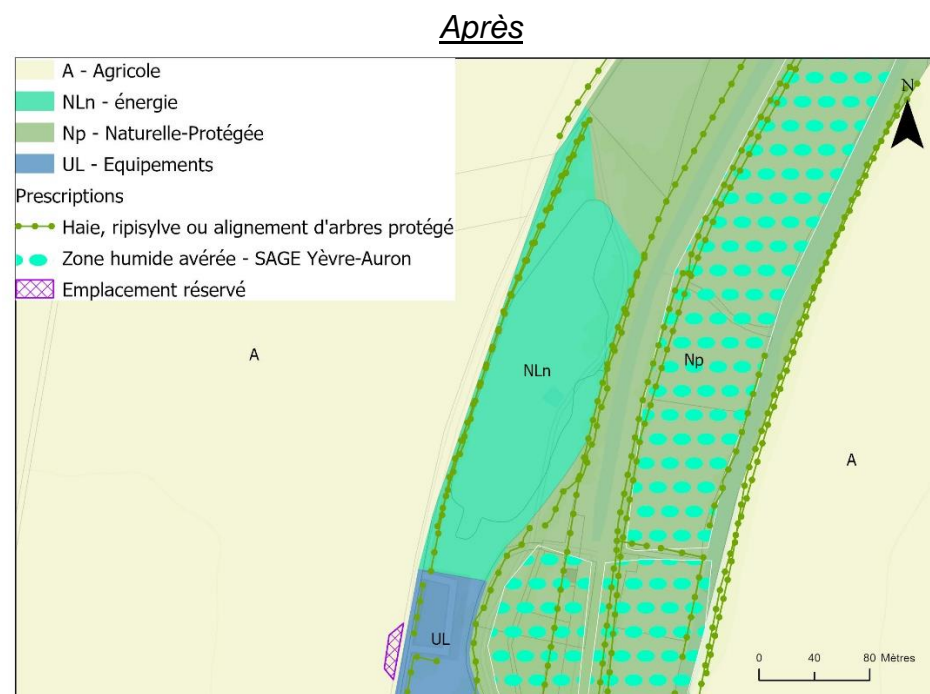 Après
A - Agricole
NLn - énergie
Np - Naturelle-Protégée
UL - Equipements
Prescriptions
Haie, ripisylve ou alignement d'arbres protégé
Zone humide avérée - SAGE Yèvre-Auron
Emplacement réservé
N
A
NLn
Np
A
UL
0 40 80 Mètres